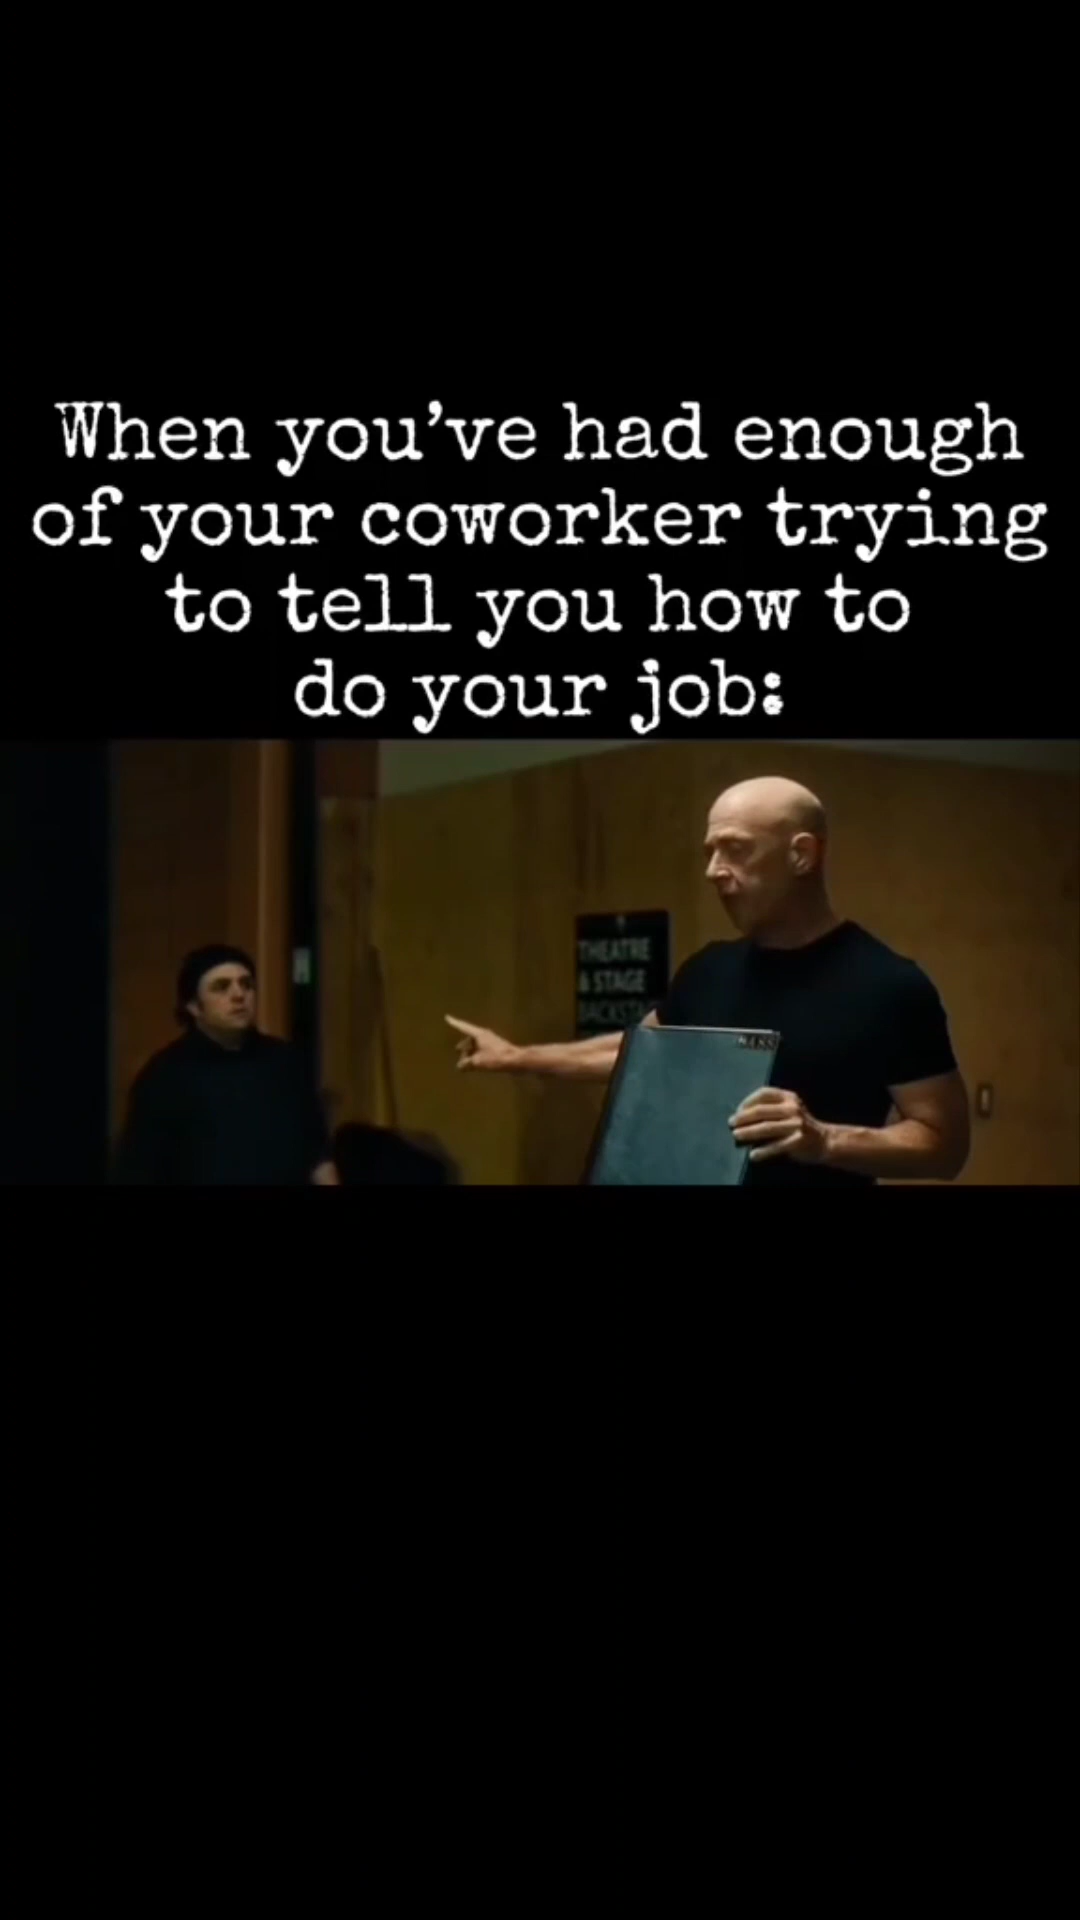 When you’ve had enough
of your coworker trying
to tell you how to
do your job:
THEATRE
& STAGE